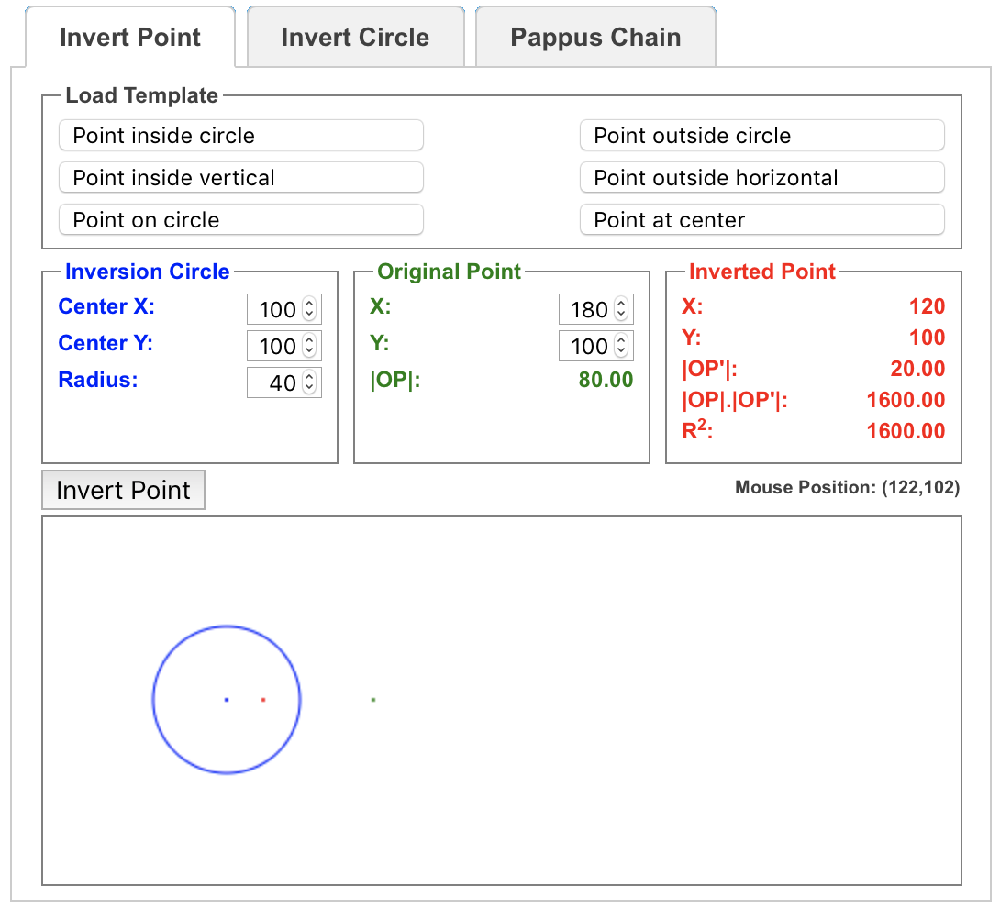 Invert Point Invert Circle Pappus Chain
Load Template
Point inside circle Point outside circle
Point inside vertical Point outside horizontal
Point on circle Point at center
Inversion Circle Original Point Inverted Point
Center X: 100 X: 180 X: 120
Center Y: 100 Y: 100 Y: 100
Radius: 40 |OP|: 80.00 |OP'|: 20.00
|OP|.|OP'|: 1600.00
R²: 1600.00
Invert Point Mouse Position: (122,102)